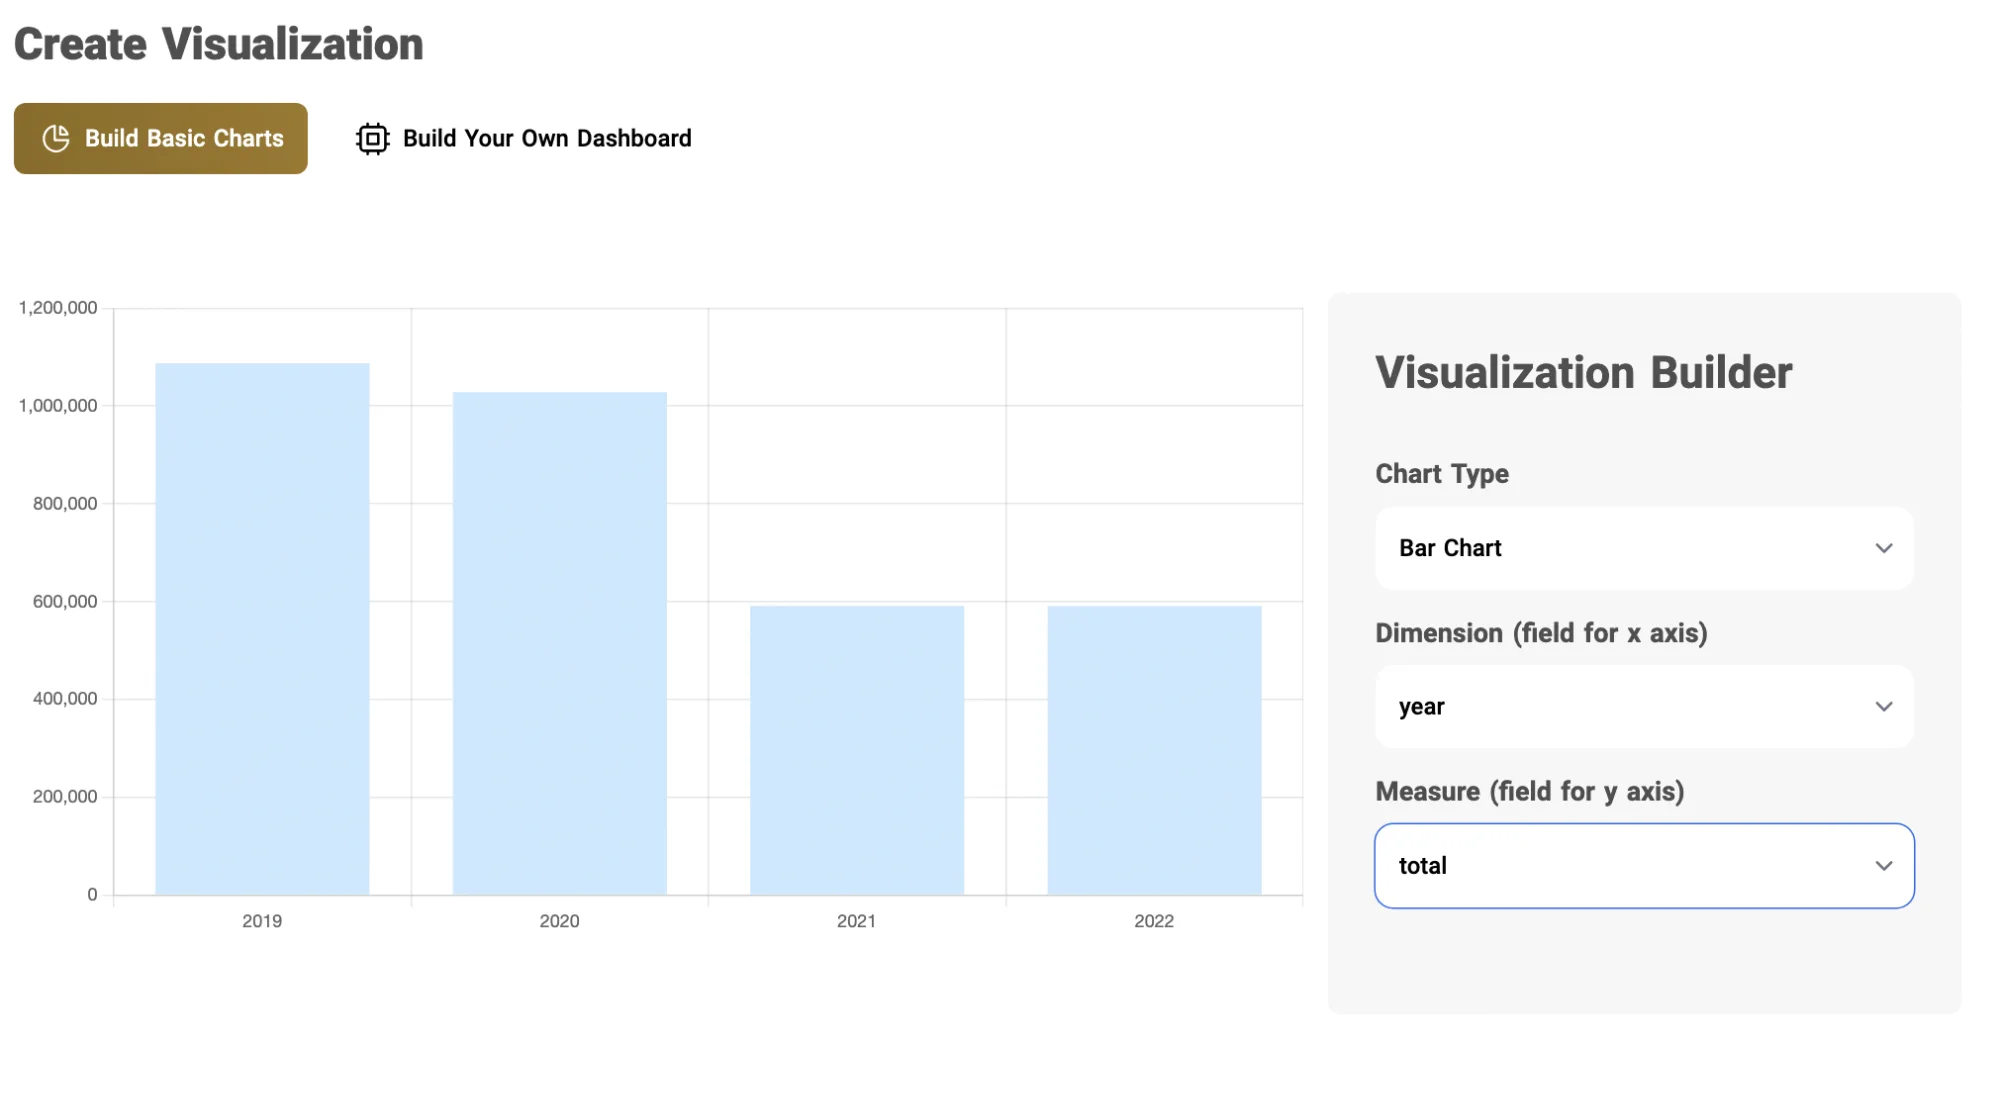 Create Visualization
Build Basic Charts
Build Your Own Dashboard
1,200,000
1,000,000
800,000
600,000
400,000
200,000
0
2019 2020 2021 2022
Visualization Builder
Chart Type
Bar Chart
Dimension (field for x axis)
year
Measure (field for y axis)
total